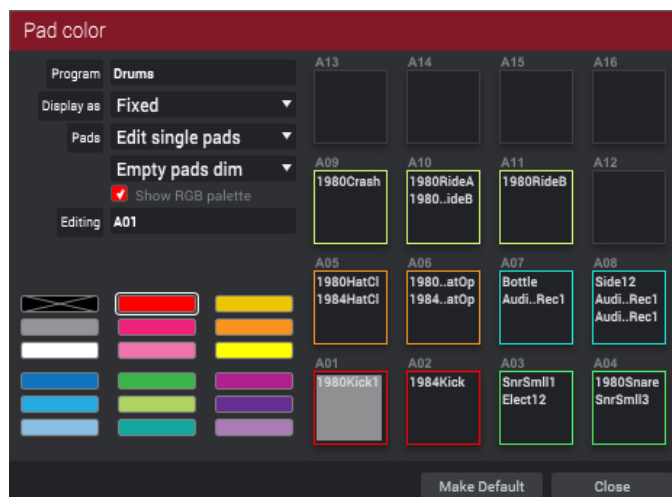 Pad color
Program Drums
Display as Fixed
Pads Edit single pads
Empty pads dim
Show RGB palette
Editing A01
A13 A14 A15 A16
A09 A10 A11 A12
1980Crash 1980RideA 1980RideB
1980..ideB
A05 A06 A07 A08
1980HatCl 1980..atOp Bottle Side12
1984HatCl 1984..atOp Audi..Rec1 Audi..Rec1
Audi..Rec1
A01 A02 A03 A04
1980Kick1 1984Kick SnrSmll1 1980Snare
Elect12 SnrSmll3
Make Default Close